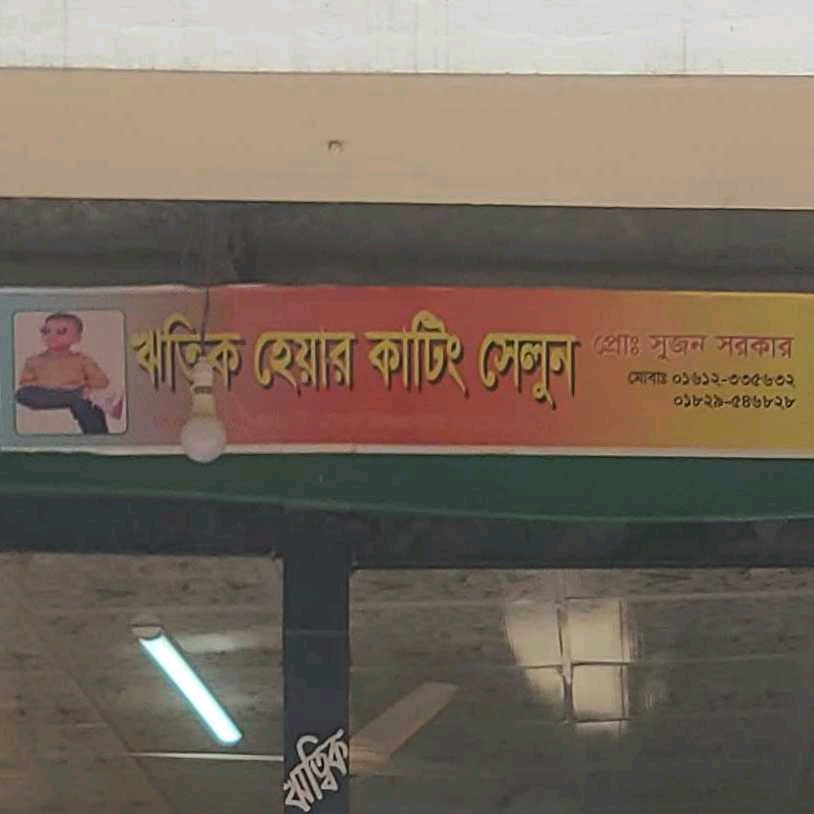 ঋত্বিক হেয়ার কাটিং সেলুন
প্রোঃ সুজন সরকার
মোবাঃ ০১৬১২-৩৩৫৬৩২
০১৮২৯-৫৪৬৮২৮
ঋত্বিক